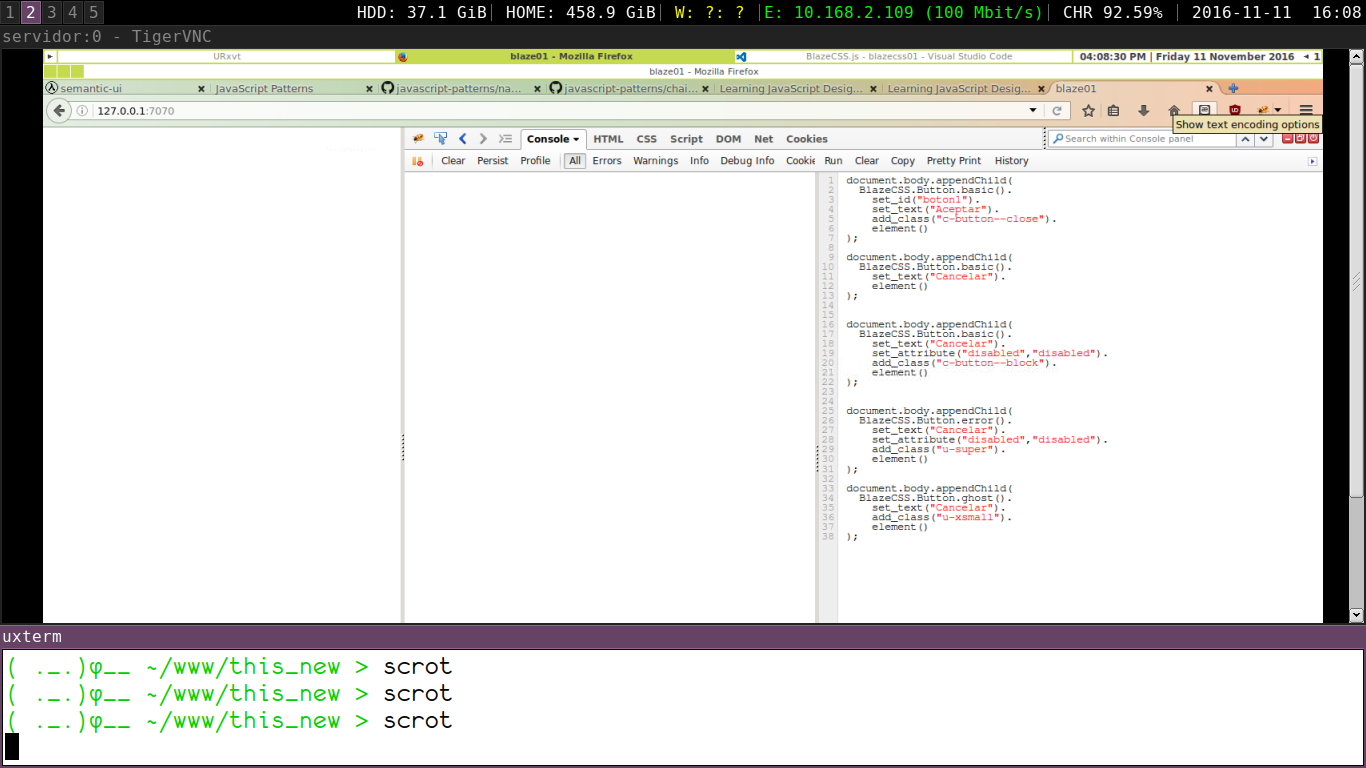 1 2 3 4 5 HDD: 37.1 GiB| HOME: 458.9 GiB| W: ?: ? |E: 10.168.2.109 (100 Mbit/s)| CHR 92.59% | 2016-11-11 16:08
servidor:0 - TigerVNC
URxvt blaze01 - Mozilla Firefox BlazeCSS.js - blazecss01 - Visual Studio Code 04:08:30 PM | Friday 11 November 2016 1
blaze01 - Mozilla Firefox
semantic-ui JavaScript Patterns javascript-patterns/na... javascript-patterns/chai... Learning JavaScript Desig... Learning JavaScript Desig... blaze01
127.0.0.1:7070
Show text encoding options
Console HTML CSS Script DOM Net Cookies Search within Console panel
Clear Persist Profile All Errors Warnings Info Debug Info Cookie Run Clear Copy Pretty Print History
1 document.body.appendChild(
2 BlazeCSS.Button.basic().
3 set_id("boton1").
4 set_text("Aceptar").
5 add_class("c-button--close").
6 element()
7 );
8
9 document.body.appendChild(
10 BlazeCSS.Button.basic().
11 set_text("Cancelar").
12 element()
13 );
14
15
16 document.body.appendChild(
17 BlazeCSS.Button.basic().
18 set_text("Cancelar").
19 set_attribute("disabled","disabled").
20 add_class("c-button--block").
21 element()
22 );
23
24
25 document.body.appendChild(
26 BlazeCSS.Button.error().
27 set_text("Cancelar").
28 set_attribute("disabled","disabled").
29 add_class("u-super").
30 element()
31 );
32
33 document.body.appendChild(
34 BlazeCSS.Button.ghost().
35 set_text("Cancelar").
36 add_class("u-xsmall").
37 element()
38 );
uxterm
( ._.)φ__ ~/www/this_new > scrot
( ._.)φ__ ~/www/this_new > scrot
( ._.)φ__ ~/www/this_new > scrot